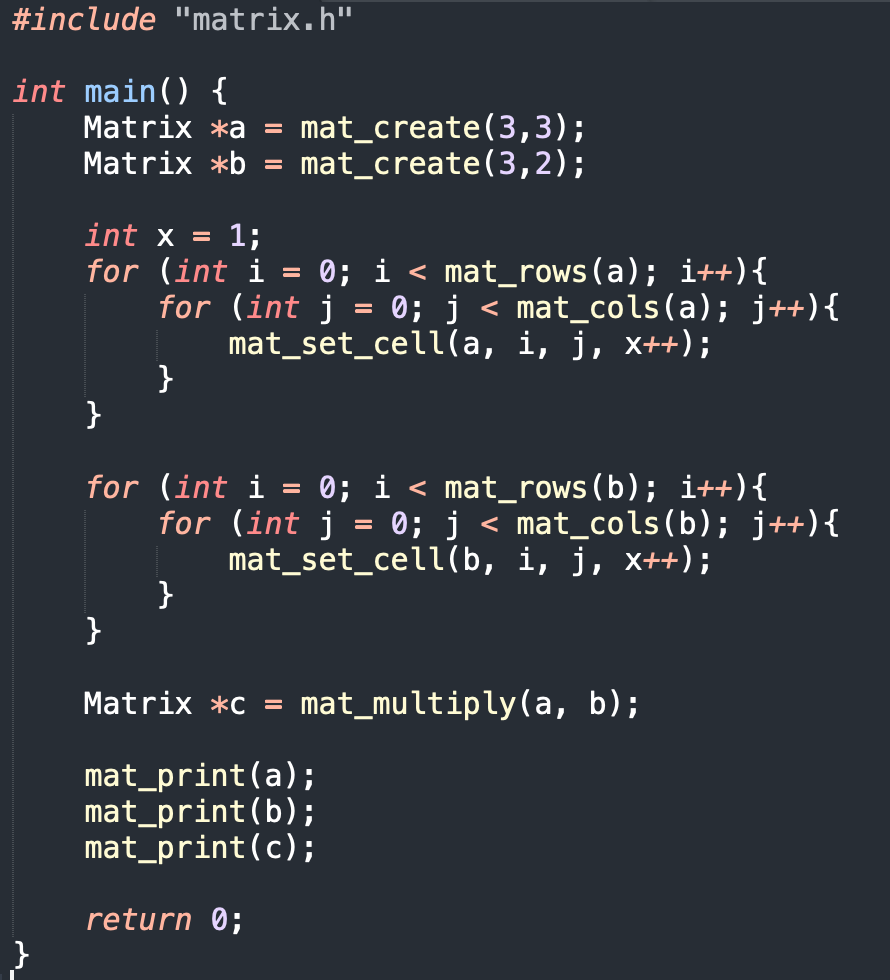 #include "matrix.h"

int main() {
    Matrix *a = mat_create(3,3);
    Matrix *b = mat_create(3,2);

    int x = 1;
    for (int i = 0; i < mat_rows(a); i++){
        for (int j = 0; j < mat_cols(a); j++){
            mat_set_cell(a, i, j, x++);
        }
    }

    for (int i = 0; i < mat_rows(b); i++){
        for (int j = 0; j < mat_cols(b); j++){
            mat_set_cell(b, i, j, x++);
        }
    }

    Matrix *c = mat_multiply(a, b);

    mat_print(a);
    mat_print(b);
    mat_print(c);

    return 0;
}